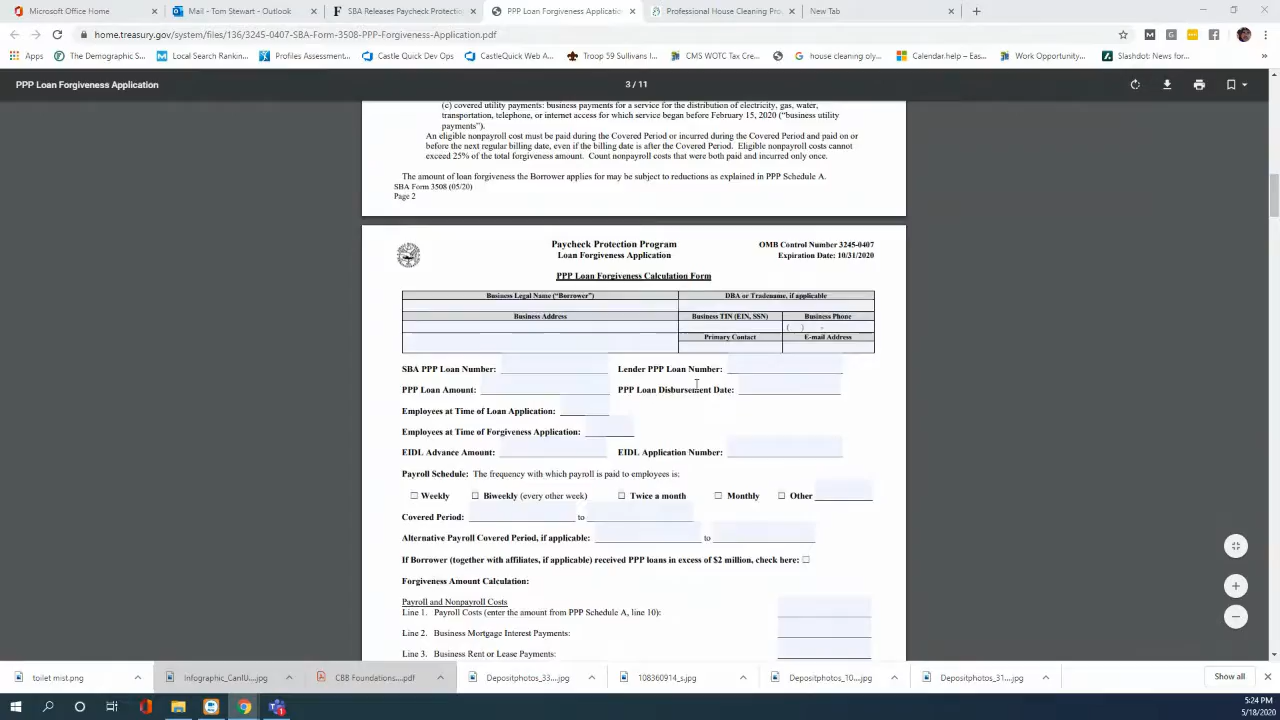 Microsoft Office Home
Mail - Tom Stewart - Outlook
SBA Releases Paycheck Protectio
PPP Loan Forgiveness Application
Professional House Cleaning Pro
New Tab
home.treasury.gov/system/files/136/3245-0407-SBA-Form-3508-PPP-Forgiveness-Application.pdf
Apps
The Demographic S...
Local Search Rankin...
Castle Quick Dev Ops
CastleQuick Web A...
Troop 59 Sullivans I...
CMS WOTC Tax Cre...
house cleaning oly...
Calendar.help – Eas...
Work Opportunity...
Slashdot: News for...
PPP Loan Forgiveness Application
3 / 11
(c) covered utility payments: business payments for a service for the distribution of electricity, gas, water,
transportation, telephone, or internet access for which service began before February 15, 2020 ("business utility
payments").
An eligible nonpayroll cost must be paid during the Covered Period or incurred during the Covered Period and paid on or
before the next regular billing date, even if the billing date is after the Covered Period. Eligible nonpayroll costs cannot
exceed 25% of the total forgiveness amount. Count nonpayroll costs that were both paid and incurred only once.
The amount of loan forgiveness the Borrower applies for may be subject to reductions as explained in PPP Schedule A.
SBA Form 3508 (05/20)
Page 2
Paycheck Protection Program
Loan Forgiveness Application
OMB Control Number 3245-0407
Expiration Date: 10/31/2020
PPP Loan Forgiveness Calculation Form
Business Legal Name ("Borrower")
DBA or Tradename, if applicable
Business Address
Business TIN (EIN, SSN)
Business Phone
( ) -
Primary Contact
E-mail Address
SBA PPP Loan Number:
Lender PPP Loan Number:
PPP Loan Amount:
PPP Loan Disbursement Date:
Employees at Time of Loan Application:
Employees at Time of Forgiveness Application:
EIDL Advance Amount:
EIDL Application Number:
Payroll Schedule: The frequency with which payroll is paid to employees is:
☐ Weekly ☐ Biweekly (every other week) ☐ Twice a month ☐ Monthly ☐ Other
Covered Period: to
Alternative Payroll Covered Period, if applicable: to
If Borrower (together with affiliates, if applicable) received PPP loans in excess of $2 million, check here: ☐
Forgiveness Amount Calculation:
Payroll and Nonpayroll Costs
Line 1. Payroll Costs (enter the amount from PPP Schedule A, line 10):
Line 2. Business Mortgage Interest Payments:
Line 3. Business Rent or Lease Payments:
CBB Foundations...pdf
Depositphotos_33....jpg
108360914_s.jpg
Depositphotos_10....jpg
Depositphotos_31....jpg
Show all
5:24 PM
5/18/2020